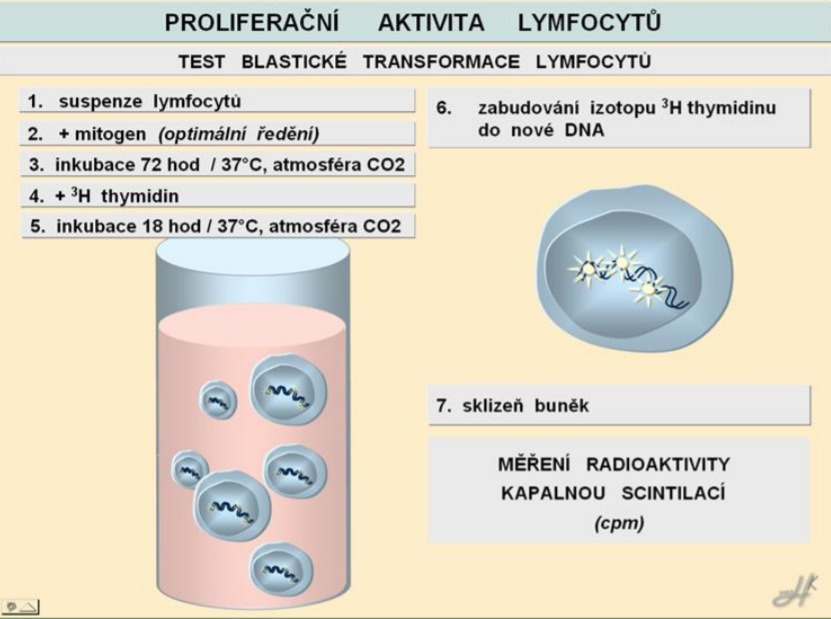 PROLIFERAČNÍ AKTIVITA LYMFOCYTŮ
TEST BLASTICKÉ TRANSFORMACE LYMFOCYTŮ
1. suspenze lymfocytů
2. + mitogen (optimální ředění)
3. inkubace 72 hod / 37°C, atmosféra CO2
4. + ³H thymidin
5. inkubace 18 hod / 37°C, atmosféra CO2
6. zabudování izotopu ³H thymidinu
do nové DNA
7. sklizeň buněk
MĚŘENÍ RADIOAKTIVITY
KAPALNOU SCINTILACÍ
(cpm)